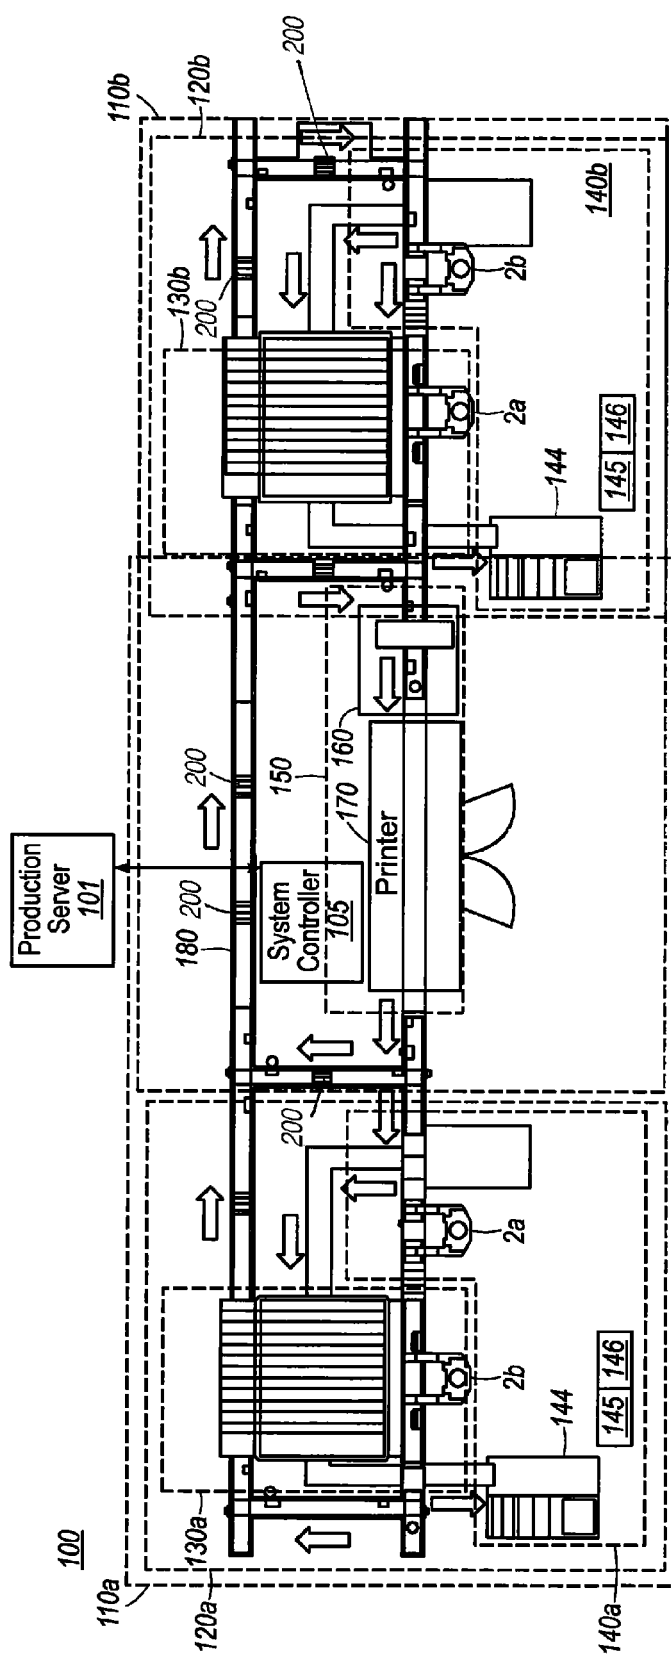 100
110a
120a
130a
140a
144
145
146
2b
2a
200
200
180
200
200
Production
Server
101
System
Controller
105
150
170
Printer
160
130b
200
120b
110b
200
140b
2b
2a
144
145
146